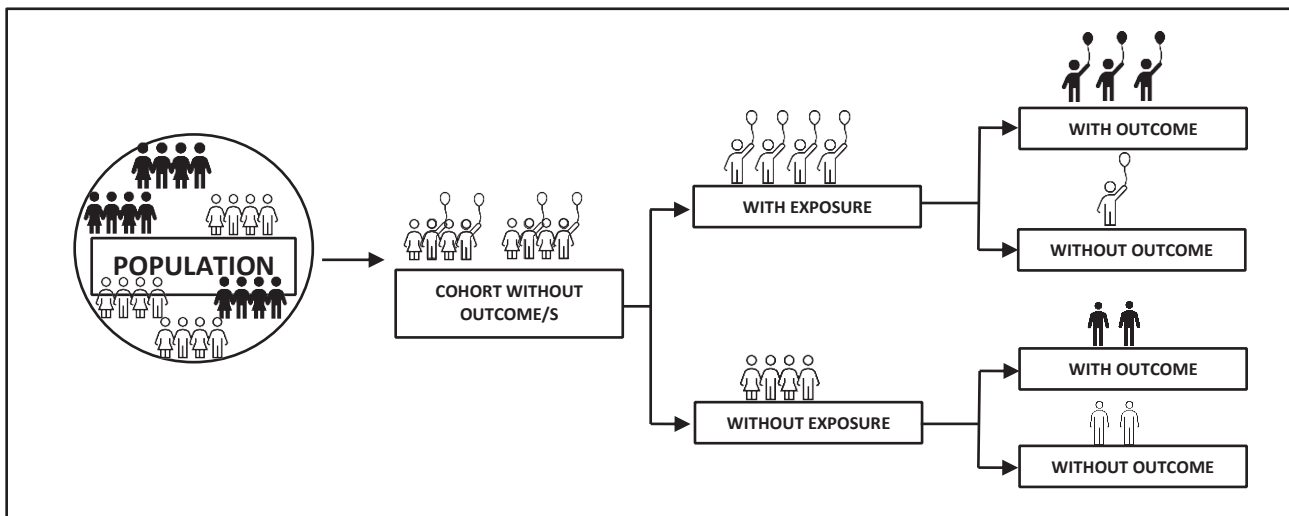 POPULATION
COHORT WITHOUT
OUTCOME/S
WITH EXPOSURE
WITHOUT EXPOSURE
WITH OUTCOME
WITHOUT OUTCOME
WITH OUTCOME
WITHOUT OUTCOME